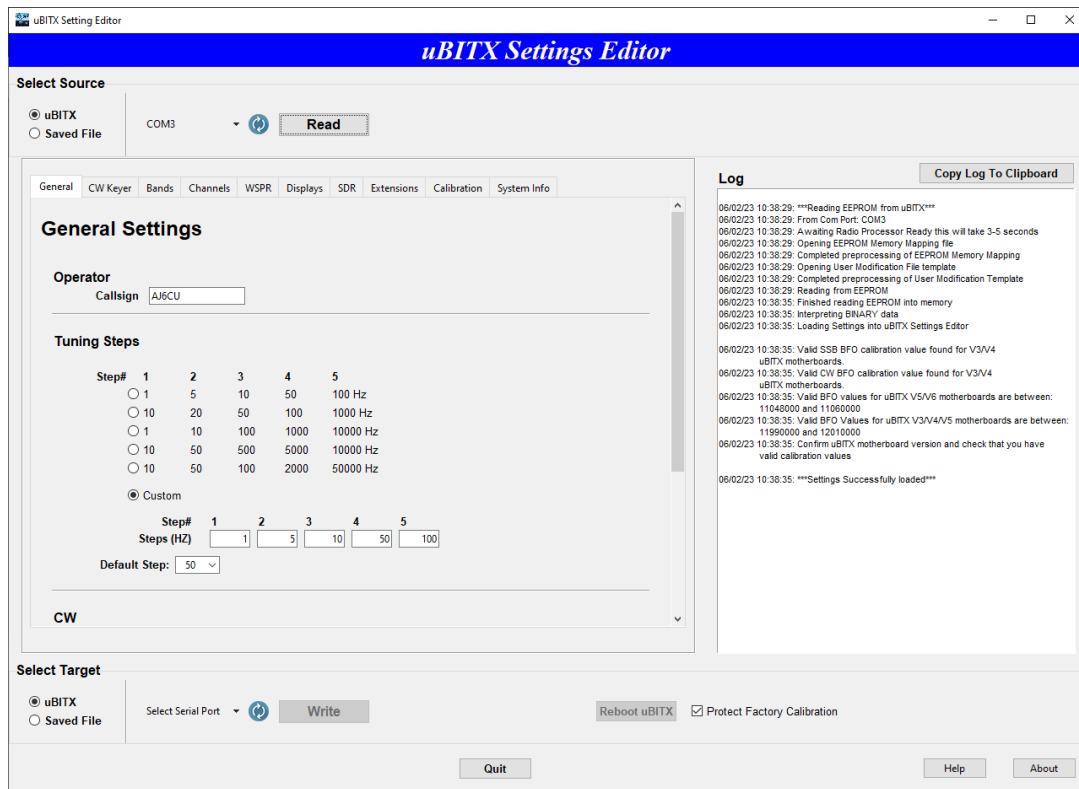 uBITX Setting Editor
uBITX Settings Editor
Select Source
uBITX
Saved File
COM3
Read
General CW Keyer Bands Channels WSPR Displays SDR Extensions Calibration System Info
General Settings
Operator
Callsign AJ6CU
Tuning Steps
Step# 1 2 3 4 5
1 5 10 50 100 Hz
10 20 50 100 1000 Hz
1 10 100 1000 10000 Hz
10 50 500 5000 10000 Hz
10 50 100 2000 50000 Hz
Custom
Step# 1 2 3 4 5
Steps (HZ) 1 5 10 50 100
Default Step: 50
CW
Log
Copy Log To Clipboard
06/02/23 10:38:29: ***Reading EEPROM from uBITX***
06/02/23 10:38:29: From Com Port: COM3
06/02/23 10:38:29: Awaiting Radio Processor Ready this will take 3-5 seconds
06/02/23 10:38:29: Opening EEPROM Memory Mapping file
06/02/23 10:38:29: Completed preprocessing of EEPROM Memory Mapping
06/02/23 10:38:29: Opening User Modification File template
06/02/23 10:38:29: Completed preprocessing of User Modification Template
06/02/23 10:38:29: Reading from EEPROM
06/02/23 10:38:35: Finished reading EEPROM into memory
06/02/23 10:38:35: Interpreting BINARY data
06/02/23 10:38:35: Loading Settings into uBITX Settings Editor
06/02/23 10:38:35: Valid SSB BFO calibration value found for V3/V4
uBITX motherboards.
06/02/23 10:38:35: Valid CW BFO calibration value found for V3/V4
uBITX motherboards.
06/02/23 10:38:35: Valid BFO values for uBITX V5/V6 motherboards are between:
11048000 and 11060000
06/02/23 10:38:35: Valid BFO Values for uBITX V3/V4/V5 motherboards are between:
11990000 and 12010000
06/02/23 10:38:35: Confirm uBITX motherboard version and check that you have
valid calibration values
06/02/23 10:38:35: ***Settings Successfully loaded***
Select Target
uBITX
Saved File
Select Serial Port
Write
Reboot uBITX
Protect Factory Calibration
Quit
Help
About